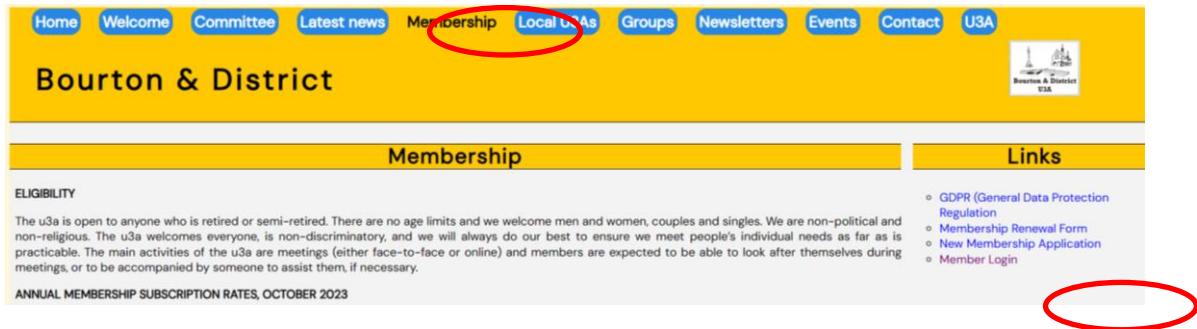 Home Welcome Committee Latest news Membership Local U3As Groups Newsletters Events Contact U3A
Bourton & District
Bourton & District
U3A
Membership
Links
ELIGIBILITY
The u3a is open to anyone who is retired or semi-retired. There are no age limits and we welcome men and women, couples and singles. We are non-political and
non-religious. The u3a welcomes everyone, is non-discriminatory, and we will always do our best to ensure we meet people's individual needs as far as is
practicable. The main activities of the u3a are meetings (either face-to-face or online) and members are expected to be able to look after themselves during
meetings, or to be accompanied by someone to assist them, if necessary.
ANNUAL MEMBERSHIP SUBSCRIPTION RATES, OCTOBER 2023
GDPR (General Data Protection
Regulation
Membership Renewal Form
New Membership Application
Member Login